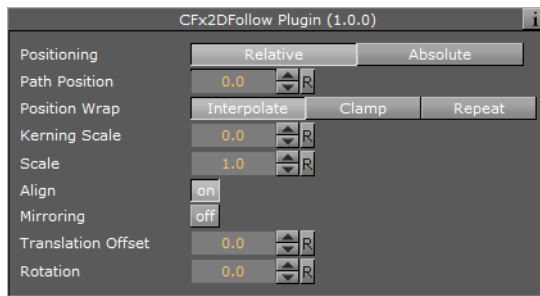 CFx2DFollow Plugin (1.0.0) i
Positioning Relative Absolute
Path Position 0.0 R
Position Wrap Interpolate Clamp Repeat
Kerning Scale 0.0 R
Scale 1.0 R
Align on
Mirroring off
Translation Offset 0.0 R
Rotation 0.0 R